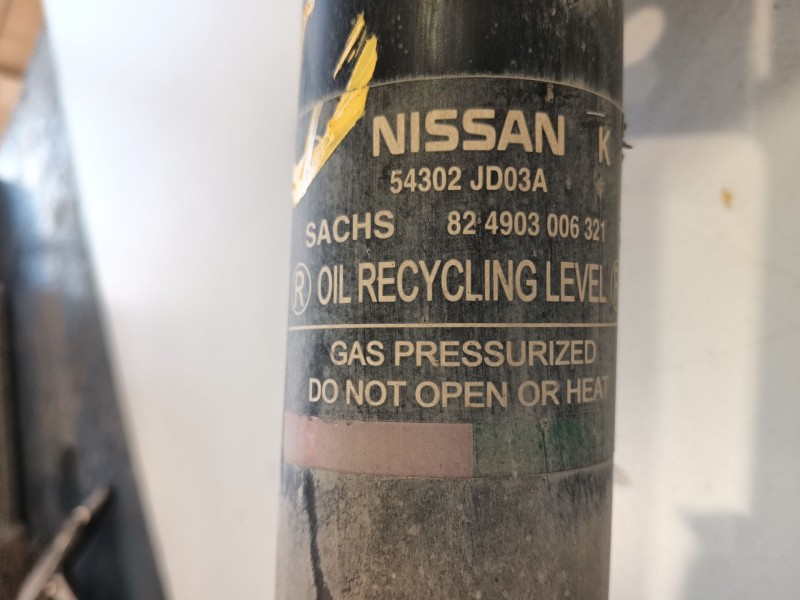 NISSAN K
54302 JD03A
SACHS 82 4903 006 321
R OIL RECYCLING LEVEL R
GAS PRESSURIZED
DO NOT OPEN OR HEAT